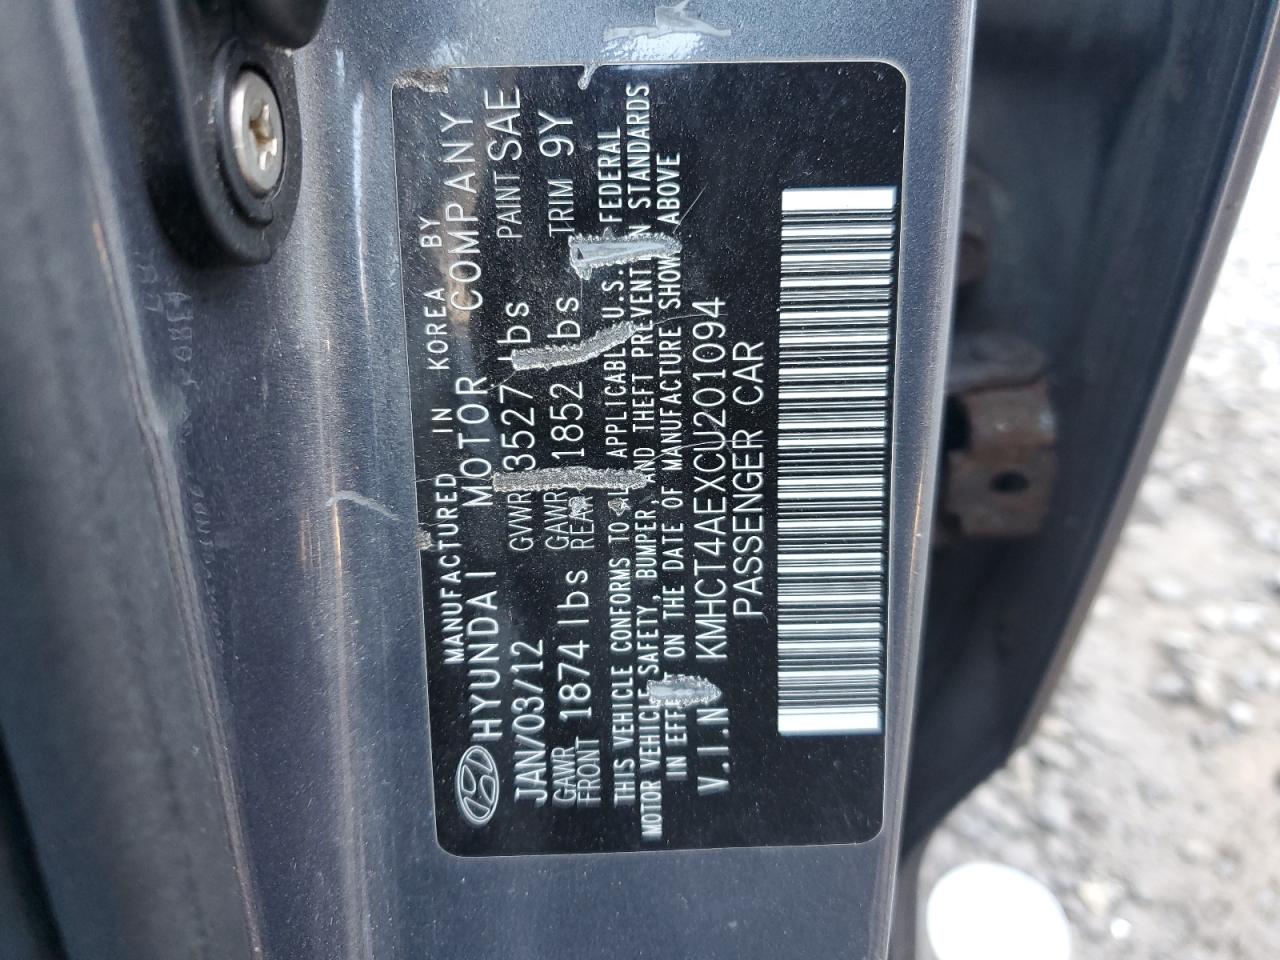 MANUFACTURED IN KOREA BY
HYUNDAI MOTOR COMPANY
JAN/03/12 GVWR 3527 lbs PAINT SAE
GAWR FRONT 1874 lbs GAWR REAR 1852 lbs TRIM 9Y
THIS VEHICLE CONFORMS TO APPLICABLE U.S. FEDERAL
MOTOR VEHICLE SAFETY, BUMPER, AND THEFT PREVENT STANDARDS
IN EFFECT ON THE DATE OF MANUFACTURE SHOWN ABOVE
V.I.N KMHCT4AEXCU201094
PASSENGER CAR